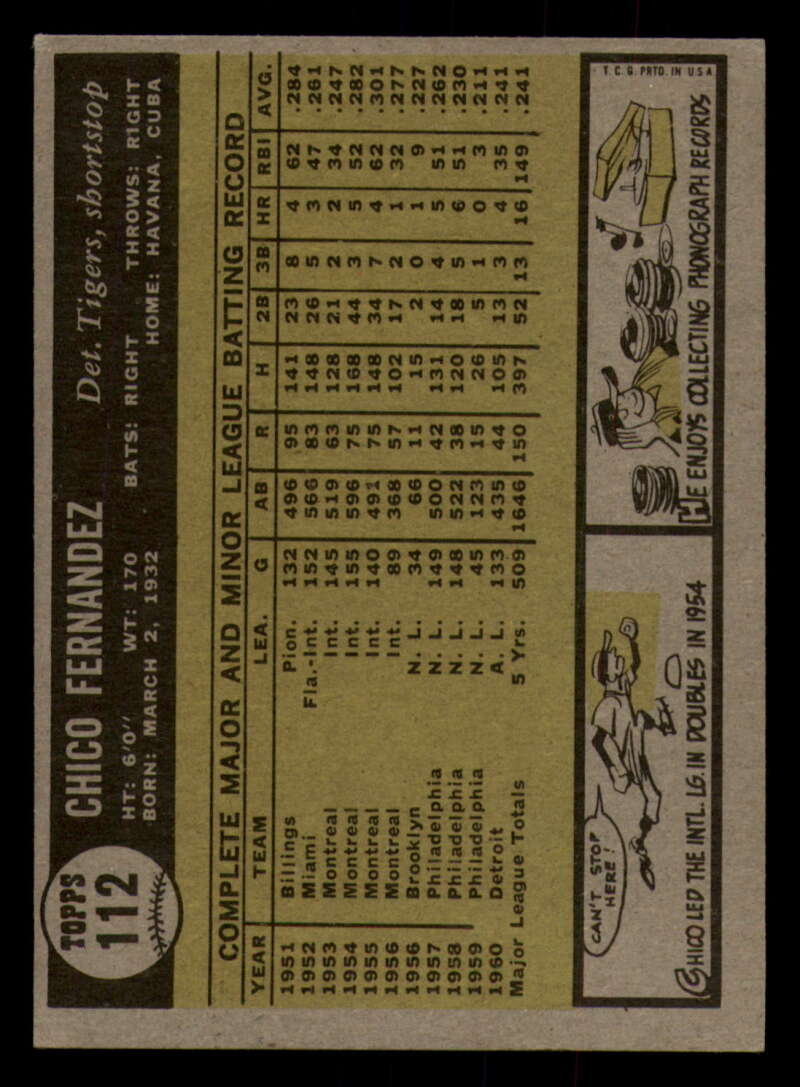 TOPPS
112
CHICO FERNANDEZ Det. Tigers, shortstop
HT: 6'0" WT: 170 BATS: RIGHT THROWS: RIGHT
BORN: MARCH 2, 1932 HOME: HAVANA, CUBA
COMPLETE MAJOR AND MINOR LEAGUE BATTING RECORD
YEAR TEAM LEA. G AB R H 2B 3B HR RBI AVG.
1951 Billings Pion. 132 496 95 141 23 8 4 62 .284
1952 Miami Fla.-Int. 152 566 83 148 26 5 3 47 .261
1953 Montreal Int. 145 519 63 128 21 2 2 34 .247
1954 Montreal Int. 155 596 75 168 44 3 5 52 .282
1955 Montreal Int. 140 491 75 148 34 7 4 62 .301
1956 Montreal Int. 89 368 57 102 17 2 1 32 .277
1956 Brooklyn N. L. 34 66 11 15 2 0 1 9 .227
1957 Philadelphia N. L. 149 500 42 131 14 4 5 51 .262
1958 Philadelphia N. L. 148 522 38 120 18 5 6 51 .230
1959 Philadelphia N. L. 45 123 15 26 5 1 0 3 .211
1960 Detroit A. L. 133 435 44 105 13 3 4 35 .241
Major League Totals 5 Yrs. 509 1646 150 397 52 13 16 149 .241
CAN'T STOP
HERE!
CHICO LED THE INTL. LG. IN DOUBLES IN 1954
T.C.G. PRTD. IN U.S.A
HE ENJOYS COLLECTING PHONOGRAPH RECORDS